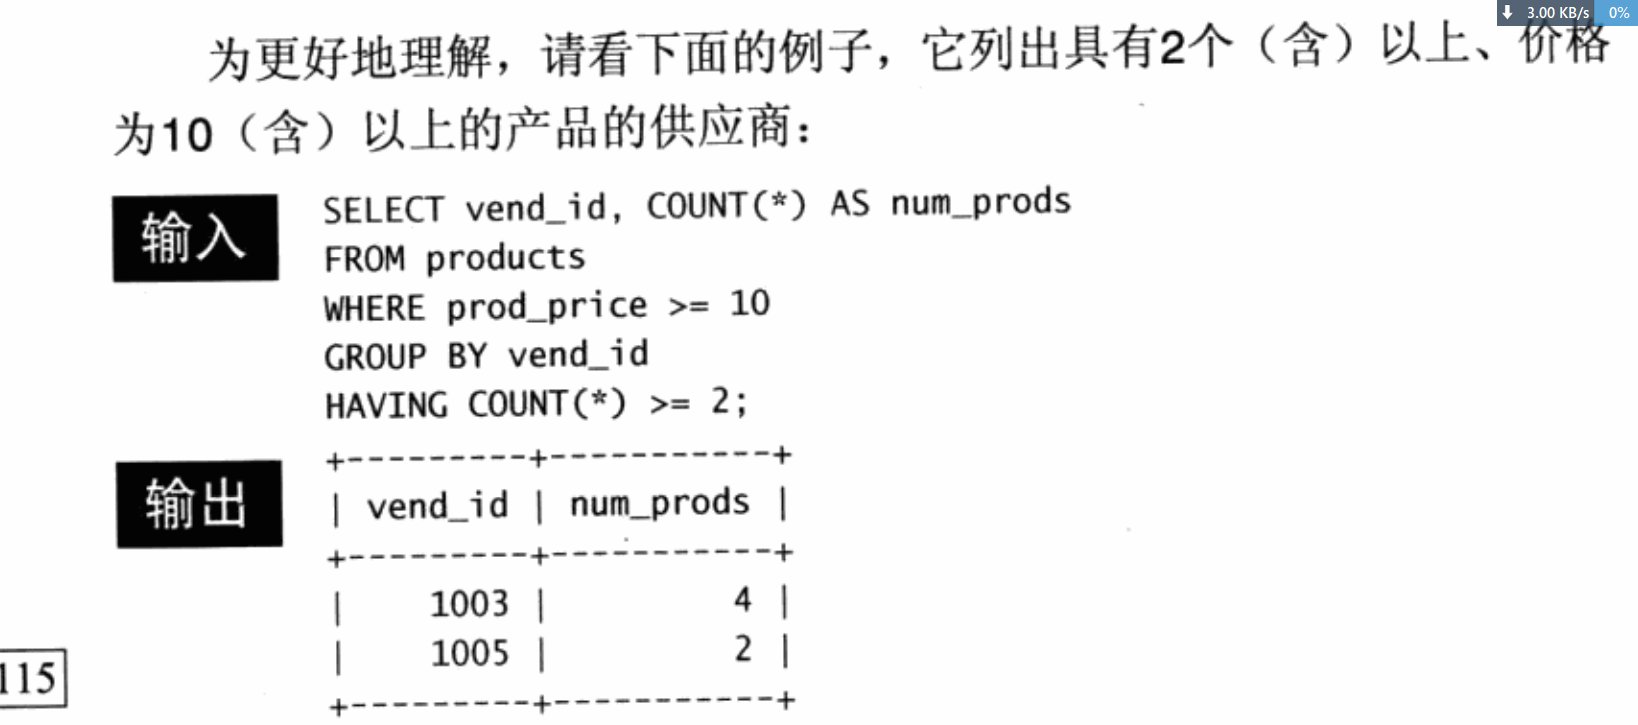 3.00 KB/s 0%
为更好地理解，请看下面的例子，它列出具有2个（含）以上、价格
为10（含）以上的产品的供应商：
输入
SELECT vend_id, COUNT(*) AS num_prods
FROM products
WHERE prod_price >= 10
GROUP BY vend_id
HAVING COUNT(*) >= 2;
输出
+---------+-----------+
| vend_id | num_prods |
+---------+-----------+
| 1003 | 4 |
| 1005 | 2 |
+---------+-----------+
115